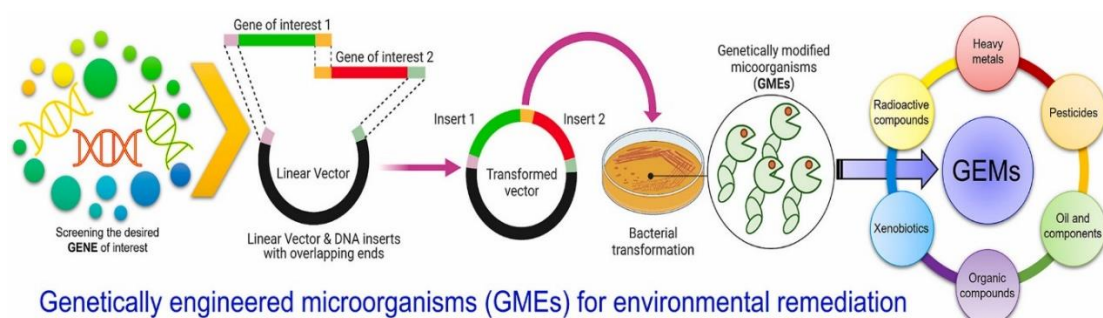 Screening the desired
GENE of interest
Gene of interest 1
Gene of interest 2
Linear Vector
Linear Vector & DNA inserts
with overlapping ends
Insert 1
Insert 2
Transformed
vector
Bacterial
transformation
Genetically modified
micoorganisms
(GMEs)
GEMs
Heavy
metals
Pesticides
Oil and
components
Organic
compounds
Xenobiotics
Radioactive
compounds
Genetically engineered microorganisms (GMEs) for environmental remediation